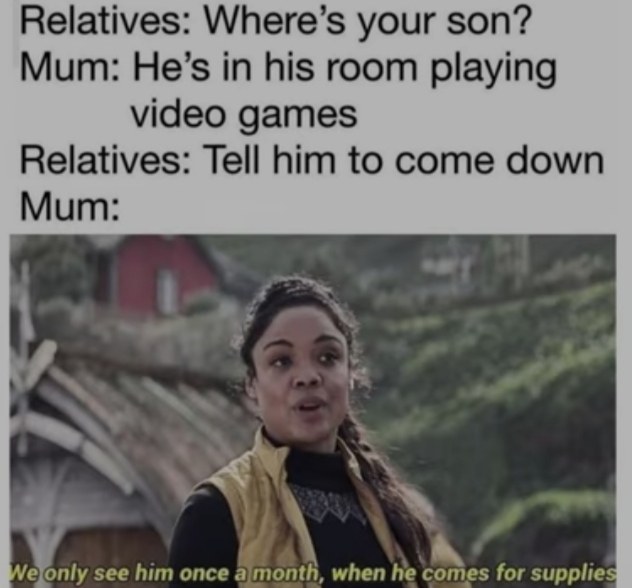 Relatives: Where's your son?
Mum: He's in his room playing
video games
Relatives: Tell him to come down
Mum:
We only see him once a month, when he comes for supplies